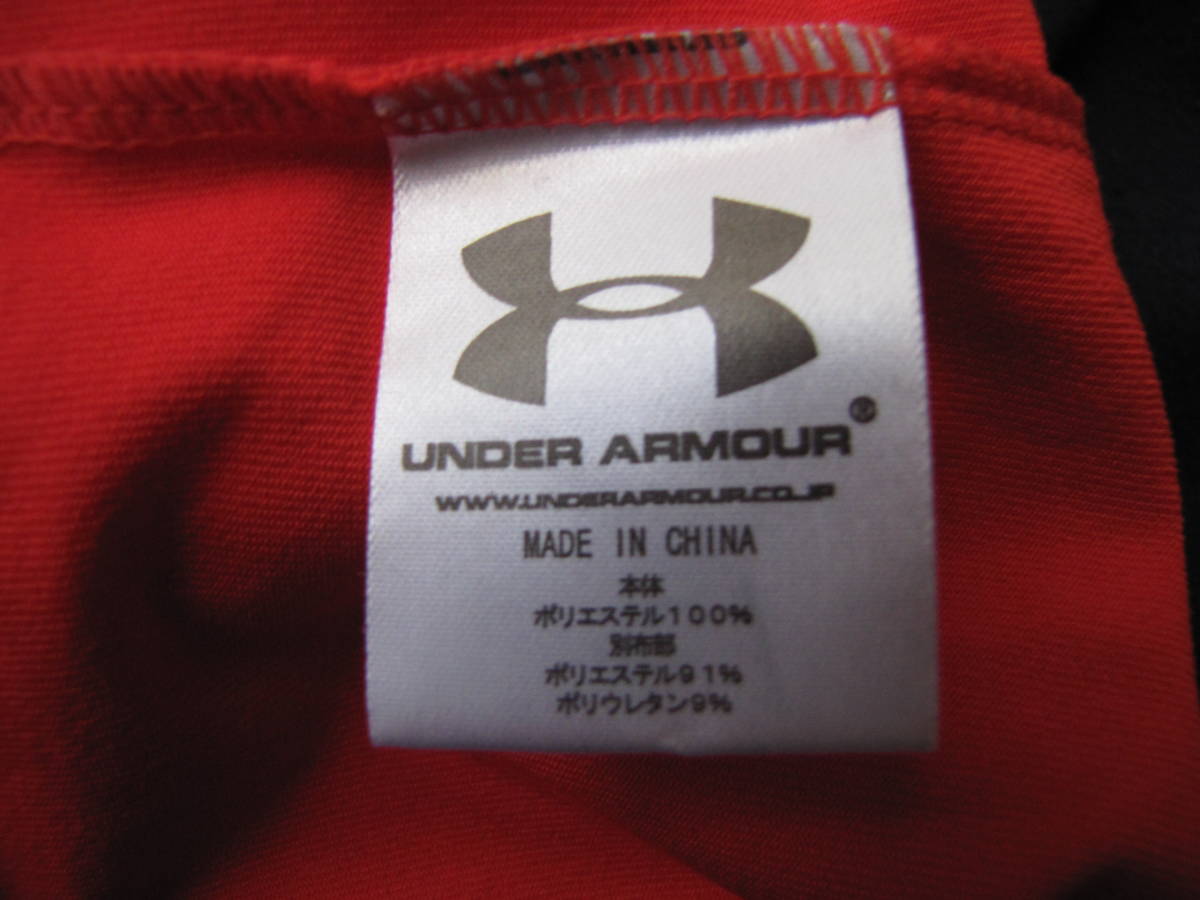 UNDER ARMOUR®
WWW.UNDERARMOUR.CO.JP
MADE IN CHINA
本体
ポリエステル100%
別布部
ポリエステル91%
ポリウレタン9%